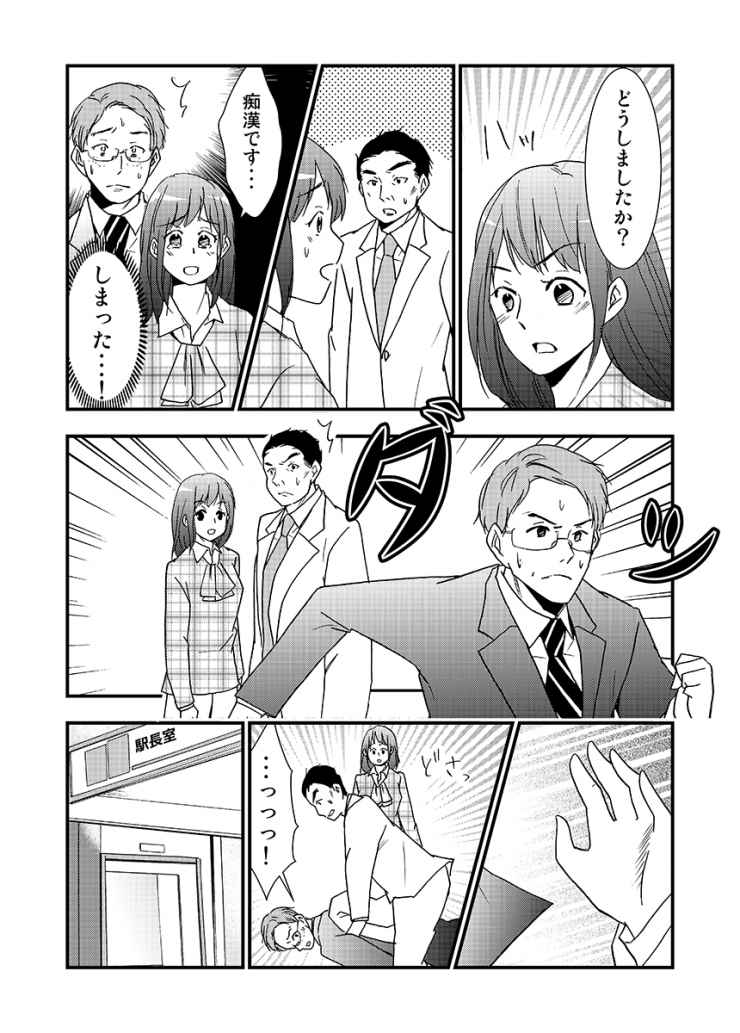 どうしましたか？
バッ
痴漢です・・・
しまった・・・！
ダッ
どさっ
・・っっっ！
駅長室